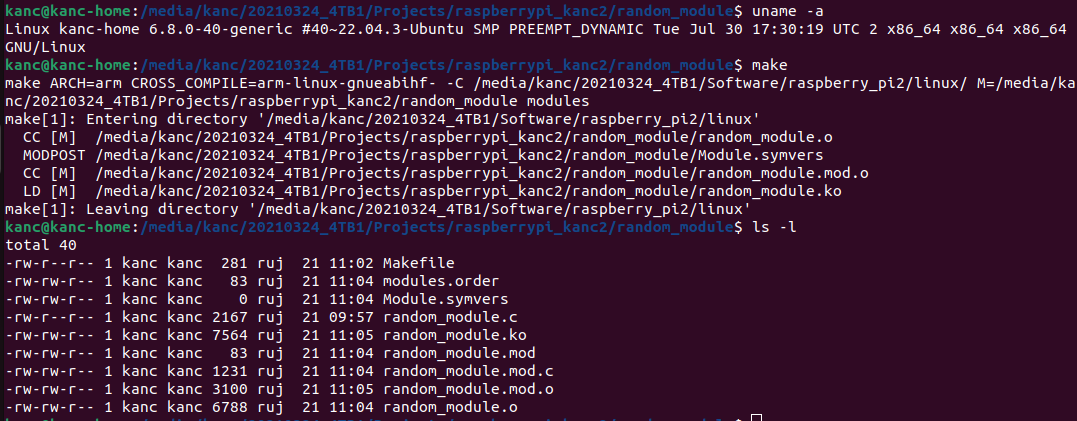 kanc@kanc-home:/media/kanc/20210324_4TB1/Projects/raspberrypi_kanc2/random_module$ uname -a
Linux kanc-home 6.8.0-40-generic #40~22.04.3-Ubuntu SMP PREEMPT_DYNAMIC Tue Jul 30 17:30:19 UTC 2 x86_64 x86_64 x86_64
GNU/Linux
kanc@kanc-home:/media/kanc/20210324_4TB1/Projects/raspberrypi_kanc2/random_module$ make
make ARCH=arm CROSS_COMPILE=arm-linux-gnueabihf- -C /media/kanc/20210324_4TB1/Software/raspberry_pi2/linux/ M=/media/ka
nc/20210324_4TB1/Projects/raspberrypi_kanc2/random_module modules
make[1]: Entering directory '/media/kanc/20210324_4TB1/Software/raspberry_pi2/linux'
CC [M]  /media/kanc/20210324_4TB1/Projects/raspberrypi_kanc2/random_module/random_module.o
MODPOST /media/kanc/20210324_4TB1/Projects/raspberrypi_kanc2/random_module/Module.symvers
CC [M]  /media/kanc/20210324_4TB1/Projects/raspberrypi_kanc2/random_module/random_module.mod.o
LD [M]  /media/kanc/20210324_4TB1/Projects/raspberrypi_kanc2/random_module/random_module.ko
make[1]: Leaving directory '/media/kanc/20210324_4TB1/Software/raspberry_pi2/linux'
kanc@kanc-home:/media/kanc/20210324_4TB1/Projects/raspberrypi_kanc2/random_module$ ls -l
total 40
-rw-r--r-- 1 kanc kanc  281 ruj  21 11:02 Makefile
-rw-rw-r-- 1 kanc kanc   83 ruj  21 11:04 modules.order
-rw-rw-r-- 1 kanc kanc    0 ruj  21 11:04 Module.symvers
-rw-r--r-- 1 kanc kanc 2167 ruj  21 09:57 random_module.c
-rw-rw-r-- 1 kanc kanc 7564 ruj  21 11:05 random_module.ko
-rw-rw-r-- 1 kanc kanc   83 ruj  21 11:04 random_module.mod
-rw-rw-r-- 1 kanc kanc 1231 ruj  21 11:04 random_module.mod.c
-rw-rw-r-- 1 kanc kanc 3100 ruj  21 11:05 random_module.mod.o
-rw-rw-r-- 1 kanc kanc 6788 ruj  21 11:04 random_module.o
kanc@kanc-home:/media/kanc/20210324_4TB1/Projects/raspberrypi_kanc2/random_module$